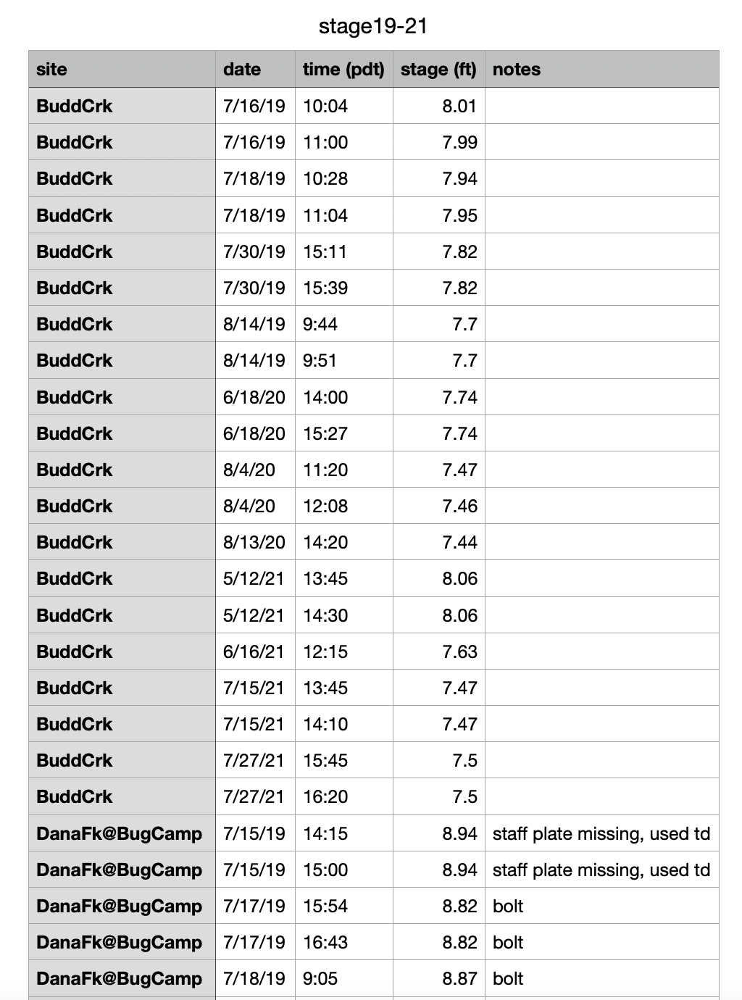 stage19-21
site date time (pdt) stage (ft) notes
BuddCrk 7/16/19 10:04 8.01
BuddCrk 7/16/19 11:00 7.99
BuddCrk 7/18/19 10:28 7.94
BuddCrk 7/18/19 11:04 7.95
BuddCrk 7/30/19 15:11 7.82
BuddCrk 7/30/19 15:39 7.82
BuddCrk 8/14/19 9:44 7.7
BuddCrk 8/14/19 9:51 7.7
BuddCrk 6/18/20 14:00 7.74
BuddCrk 6/18/20 15:27 7.74
BuddCrk 8/4/20 11:20 7.47
BuddCrk 8/4/20 12:08 7.46
BuddCrk 8/13/20 14:20 7.44
BuddCrk 5/12/21 13:45 8.06
BuddCrk 5/12/21 14:30 8.06
BuddCrk 6/16/21 12:15 7.63
BuddCrk 7/15/21 13:45 7.47
BuddCrk 7/15/21 14:10 7.47
BuddCrk 7/27/21 15:45 7.5
BuddCrk 7/27/21 16:20 7.5
DanaFk@BugCamp 7/15/19 14:15 8.94 staff plate missing, used td
DanaFk@BugCamp 7/15/19 15:00 8.94 staff plate missing, used td
DanaFk@BugCamp 7/17/19 15:54 8.82 bolt
DanaFk@BugCamp 7/17/19 16:43 8.82 bolt
DanaFk@BugCamp 7/18/19 9:05 8.87 bolt